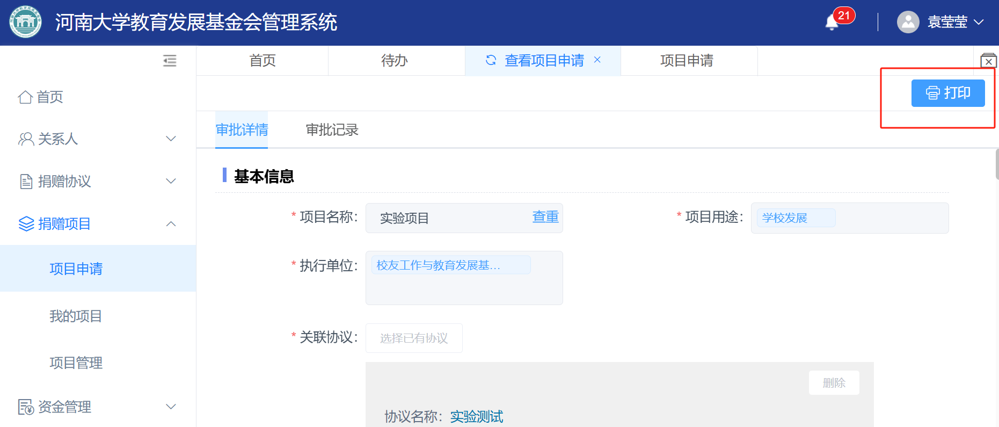 河南大学教育发展基金会管理系统
21
袁莹莹
首页
待办
查看项目申请
项目申请
打印
首页
关系人
捐赠协议
捐赠项目
项目申请
我的项目
项目管理
资金管理
审批详情
审批记录
基本信息
* 项目名称: 实验项目 查重
* 项目用途: 学校发展
* 执行单位: 校友工作与教育发展基...
* 关联协议: 选择已有协议
删除
协议名称: 实验测试